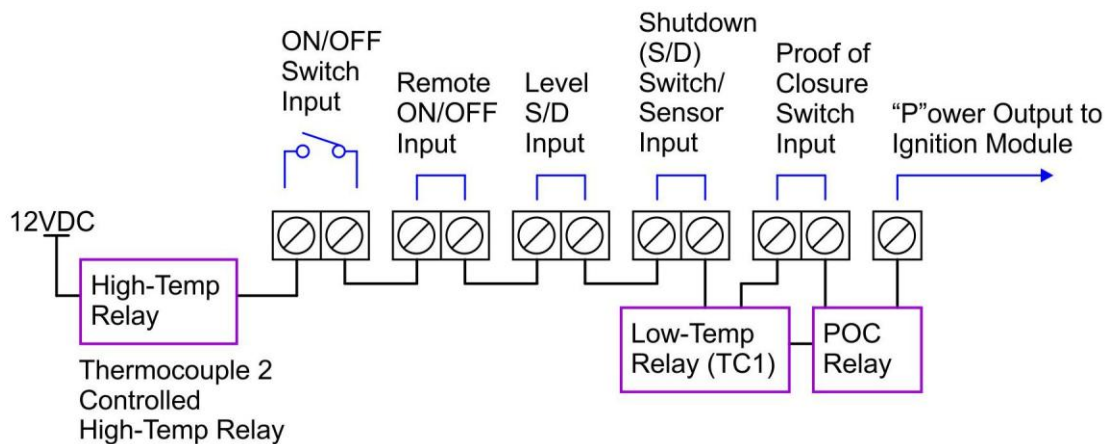 ON/OFF
Switch
Input
Remote
ON/OFF
Input
Level
S/D
Input
Shutdown
(S/D)
Switch/
Sensor
Input
Proof of
Closure
Switch
Input
“P”ower Output to
Ignition Module
12VDC
High-Temp
Relay
Thermocouple 2
Controlled
High-Temp Relay
Low-Temp
Relay (TC1)
POC
Relay